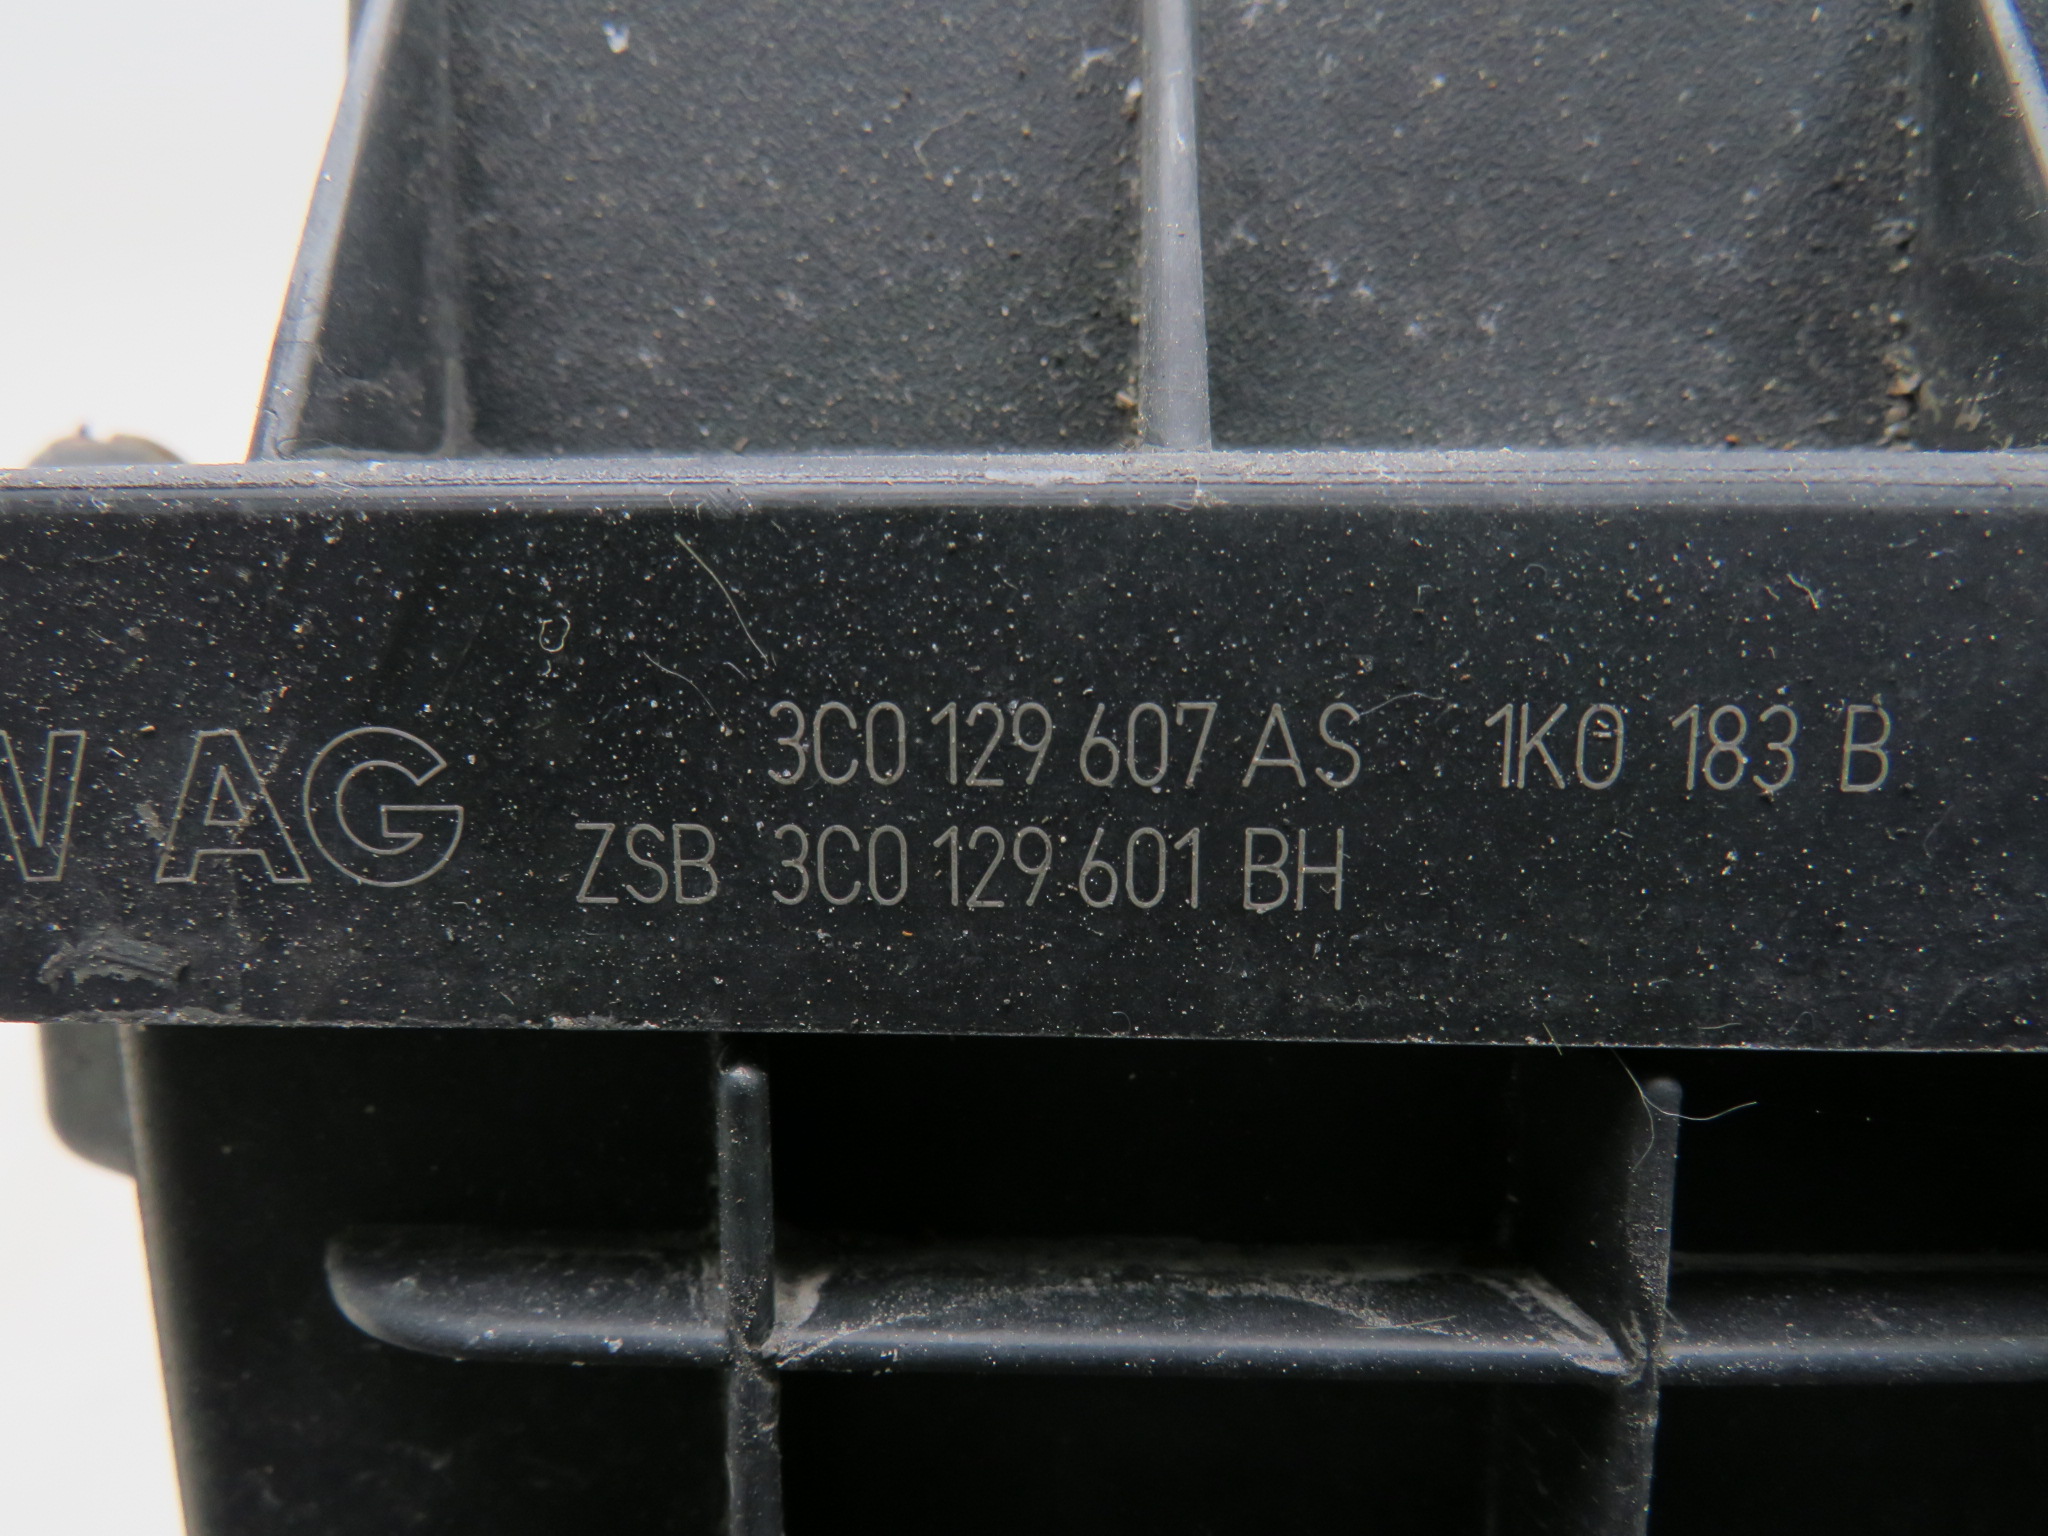 W AG
3C0 129 607 AS 1K0 183 B
ZSB 3C0 129 601 BH